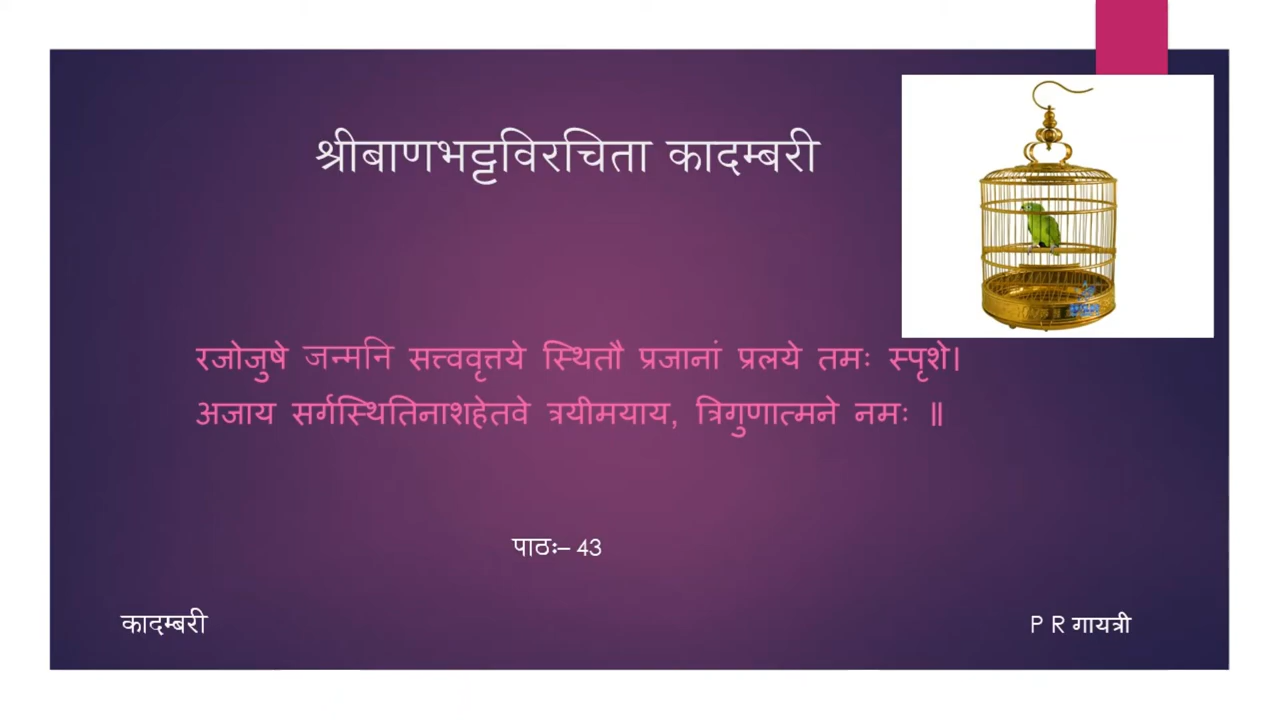 श्रीबाणभट्टविरचिता कादम्बरी
रजोजुषे जन्मनि सत्त्ववृत्तये स्थितौ प्रजानां प्रलये तमः स्पृशे।
अजाय सर्गस्थितिनाशहेतवे त्रयीमयाय, त्रिगुणात्मने नमः ॥
पाठः– 43
कादम्बरी
P R गायत्री